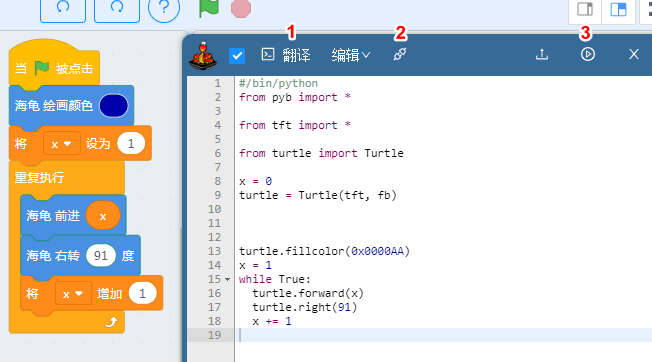 ?
1
2
3
翻译
编辑
当 被点击
海龟 绘画颜色
将 x 设为 1
重复执行
海龟 前进 x
海龟 右转 91 度
将 x 增加 1
1 #/bin/python
2 from pyb import *
3
4 from tft import *
5
6 from turtle import Turtle
7
8 x = 0
9 turtle = Turtle(tft, fb)
10
11
12
13 turtle.fillcolor(0x0000AA)
14 x = 1
15 while True:
16 turtle.forward(x)
17 turtle.right(91)
18 x += 1
19